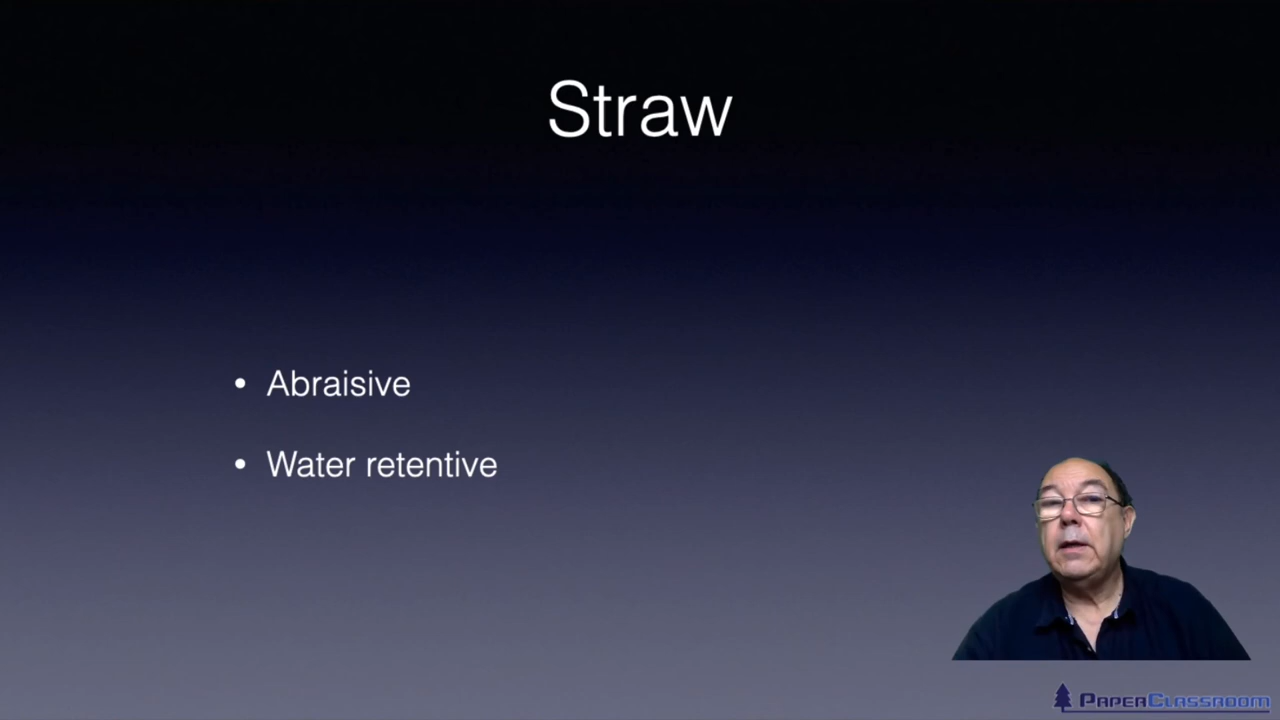 Straw
• Abraisive
• Water retentive
PAPERCLASSROOM